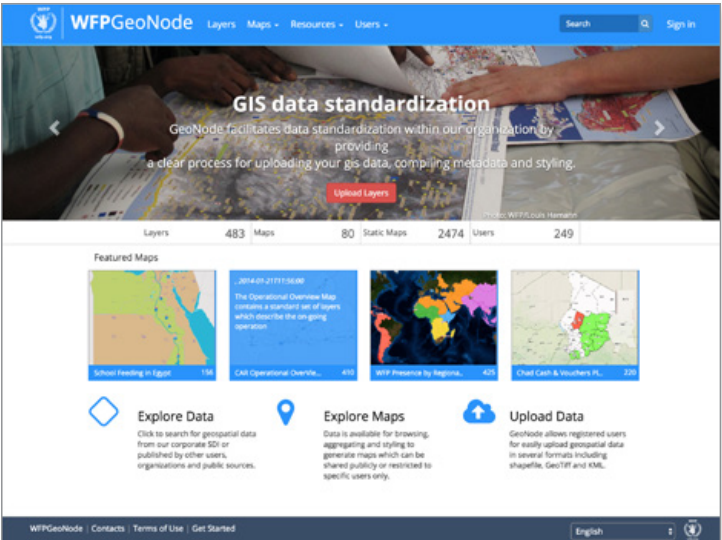 WFP
wfp.org
WFPGeoNode Layers Maps Resources Users Search Sign in
GIS data standardization
GeoNode facilitates data standardization within our organization by
providing
a clear process for uploading your gis data, compiling metadata and styling.
Upload Layers
Photo: WFP/Louis Hamann
Layers 483 Maps 80 Static Maps 2474 Users 249
Featured Maps
, 2014-01-21T11:56:00
The Operational Overview Map
contains a standard set of layers
which describe the on-going
operation
School Feeding in Egypt 156
CAR Operational OverVie... 410
WFP Presence by Regiona... 425
Chad Cash & Vouchers Pl... 220
Explore Data
Click to search for geospatial data
from our corporate SDI or
published by other users,
organizations and public sources.
Explore Maps
Data is available for browsing,
aggregating and styling to
generate maps which can be
shared publicly or restricted to
specific users only.
Upload Data
GeoNode allows registered users
for easily upload geospatial data
in several formats including
shapefile, GeoTiff and KML.
WFPGeoNode | Contacts | Terms of Use | Get Started
English